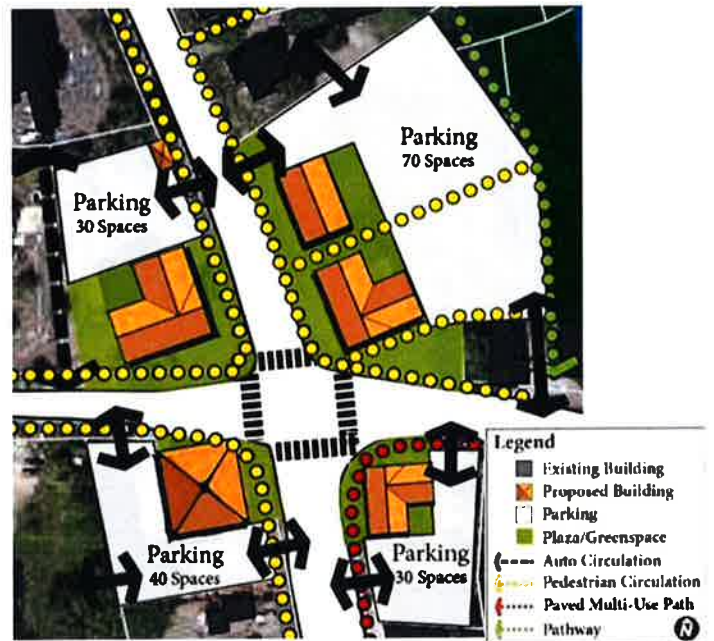 Parking
70 Spaces
Parking
30 Spaces
Parking
40 Spaces
Parking
30 Spaces
Legend
Existing Building
Proposed Building
Parking
Plaza/Greenspace
Auto Circulation
Pedestrian Circulation
Paved Multi-Use Path
Pathway
N